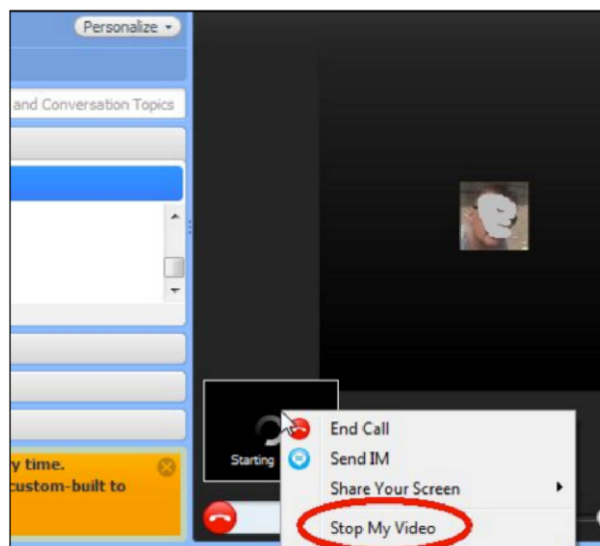 Personalize
and Conversation Topics
y time.
custom-built to
Starting
End Call
Send IM
Share Your Screen
Stop My Video